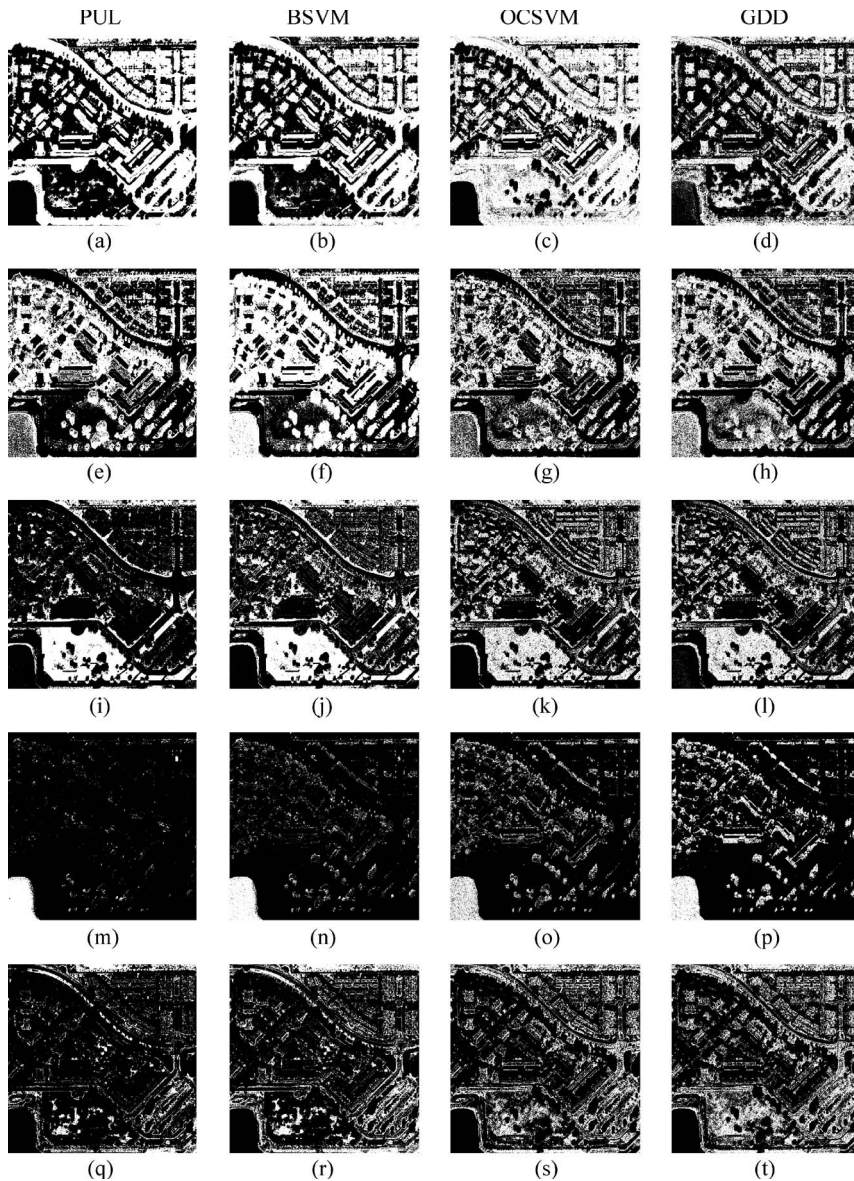 PUL BSVM OCSVM GDD
(a) (b) (c) (d)
(e) (f) (g) (h)
(i) (j) (k) (l)
(m) (n) (o) (p)
(q) (r) (s) (t)